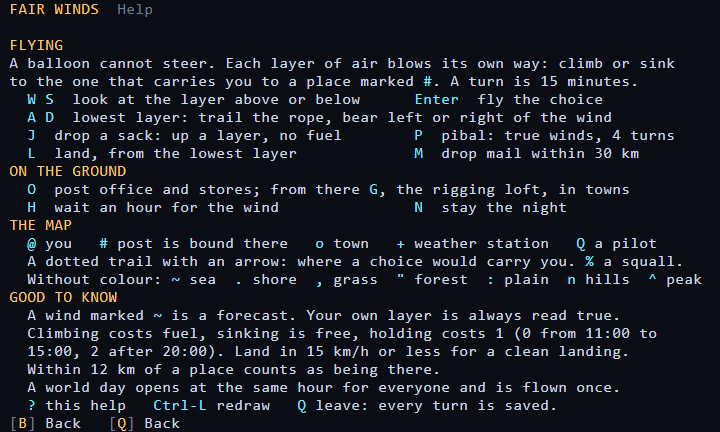 FAIR WINDS  Help
FLYING
A balloon cannot steer. Each layer of air blows its own way: climb or sink
to the one that carries you to a place marked #. A turn is 15 minutes.
W S  look at the layer above or below      Enter  fly the choice
A D  lowest layer: trail the rope, bear left or right of the wind
J  drop a sack: up a layer, no fuel        P  pibal: true winds, 4 turns
L  land, from the lowest layer             M  drop mail within 30 km
ON THE GROUND
O  post office and stores; from there G, the rigging loft, in towns
H  wait an hour for the wind               N  stay the night
THE MAP
@ you   # post is bound there   o town   + weather station   Q a pilot
A dotted trail with an arrow: where a choice would carry you. % a squall.
Without colour: ~ sea  . shore  , grass  " forest  : plain  n hills  ^ peak
GOOD TO KNOW
A wind marked ~ is a forecast. Your own layer is always read true.
Climbing costs fuel, sinking is free, holding costs 1 (0 from 11:00 to
15:00, 2 after 20:00). Land in 15 km/h or less for a clean landing.
Within 12 km of a place counts as being there.
A world day opens at the same hour for everyone and is flown once.
? this help   Ctrl-L redraw   Q leave: every turn is saved.
[B] Back   [Q] Back